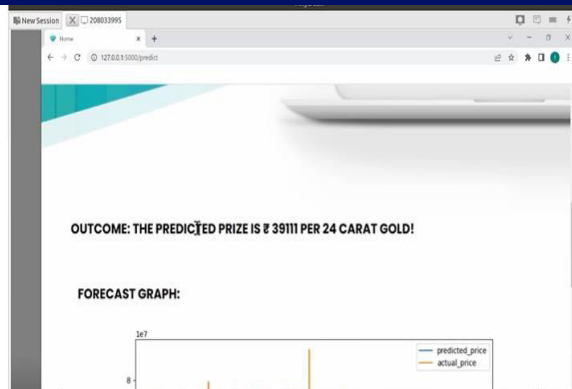 New Session
208033995
Home
127.0.0.1:5000/predict
OUTCOME: THE PREDICTED PRIZE IS ₹ 39111 PER 24 CARAT GOLD!
FORECAST GRAPH:
1e7
predicted_price
actual_price
8